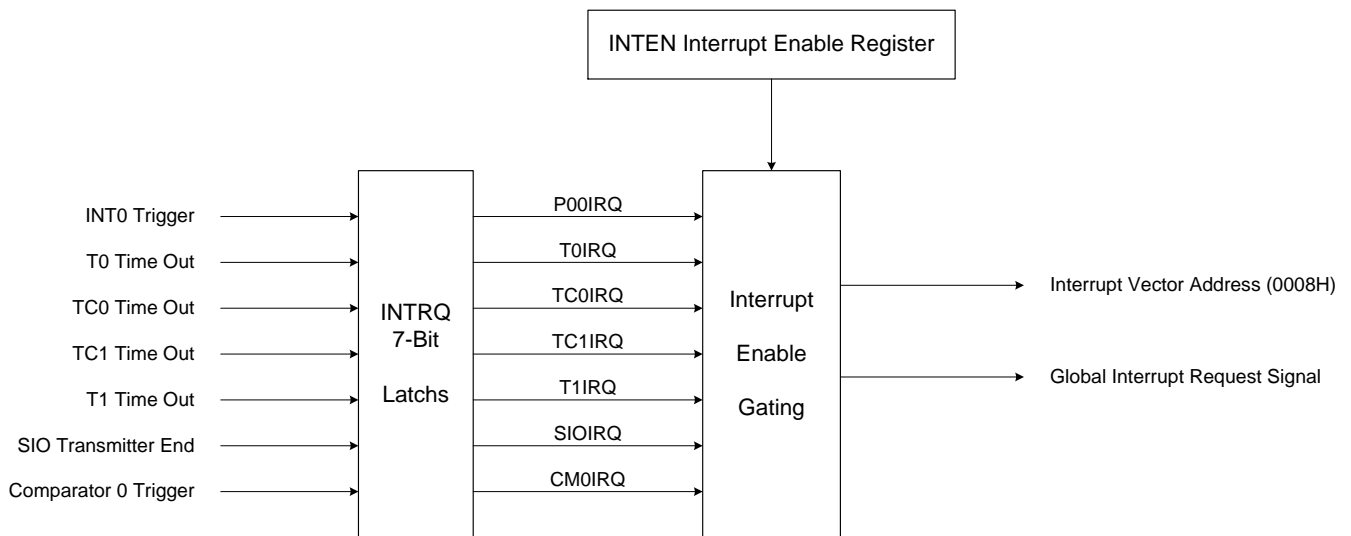 INTEN Interrupt Enable Register
INT0 Trigger
T0 Time Out
TC0 Time Out
TC1 Time Out
T1 Time Out
SIO Transmitter End
Comparator 0 Trigger
INTRQ
7-Bit
Latchs
P00IRQ
T0IRQ
TC0IRQ
TC1IRQ
T1IRQ
SIOIRQ
CM0IRQ
Interrupt
Enable
Gating
Interrupt Vector Address (0008H)
Global Interrupt Request Signal